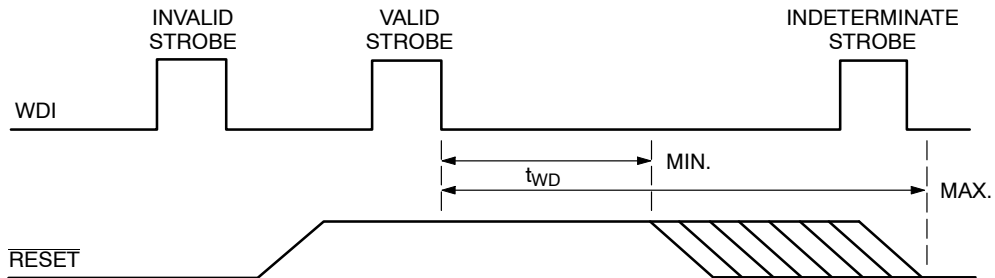 INVALID
STROBE
VALID
STROBE
INDETERMINATE
STROBE
WDI
MIN.
tWD
MAX.
RESET